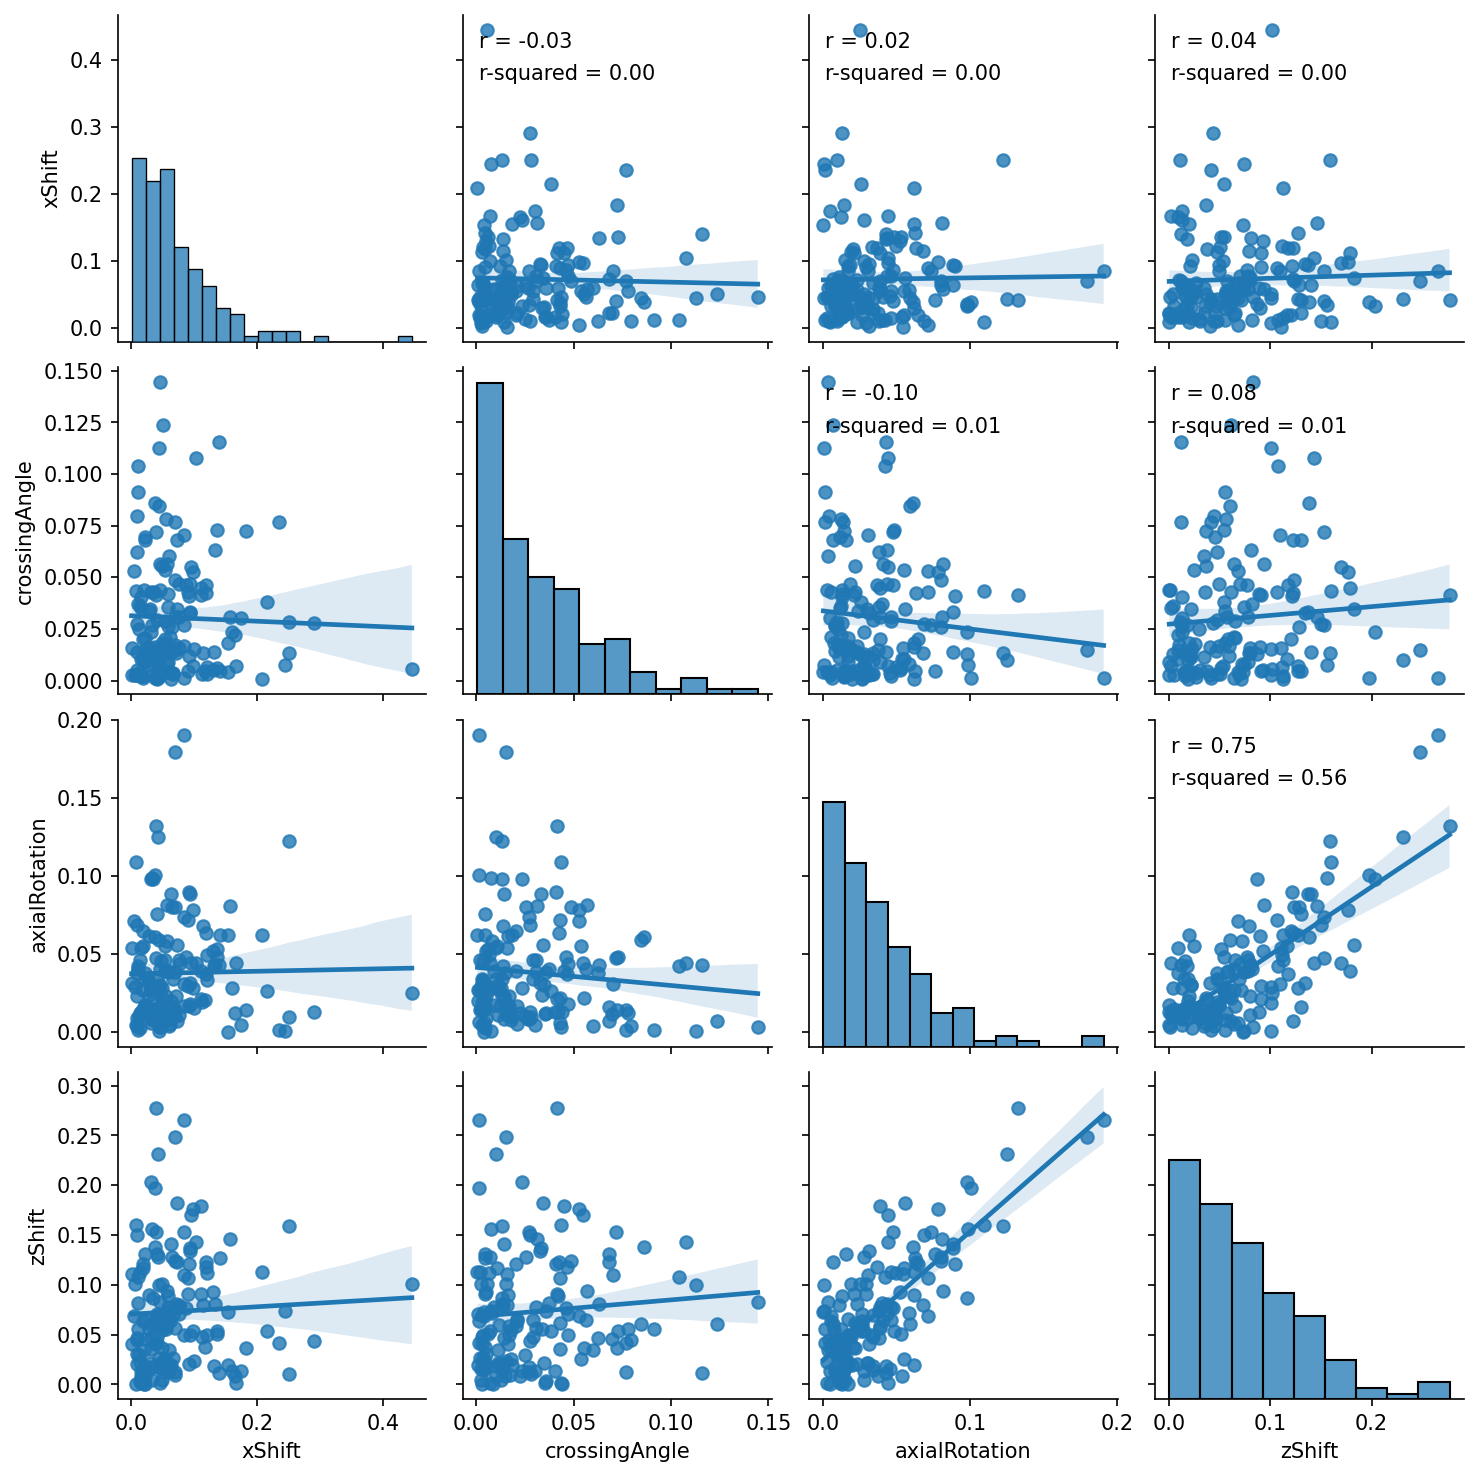 0.4
0.3
0.2
0.1
0.0
xShift
r = -0.03
r-squared = 0.00
r = 0.02
r-squared = 0.00
r = 0.04
r-squared = 0.00
0.150
0.125
0.100
0.075
0.050
0.025
0.000
crossingAngle
r = -0.10
r-squared = 0.01
r = 0.08
r-squared = 0.01
0.20
0.15
0.10
0.05
0.00
axialRotation
r = 0.75
r-squared = 0.56
0.30
0.25
0.20
0.15
0.10
0.05
0.00
zShift
0.0 0.2 0.4
xShift
0.00 0.05 0.10 0.15
crossingAngle
0.0 0.1 0.2
axialRotation
0.0 0.1 0.2
zShift